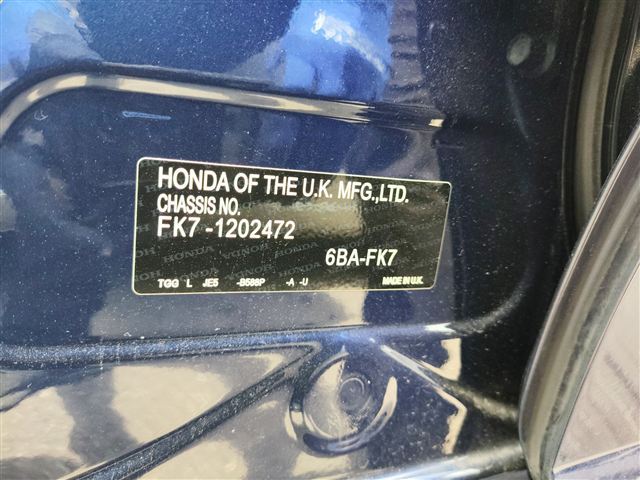 HONDA OF THE U.K. MFG.,LTD.
CHASSIS NO.
FK7-1202472
6BA-FK7
TGG L JE5 -B588P -A -U MADE IN U.K.